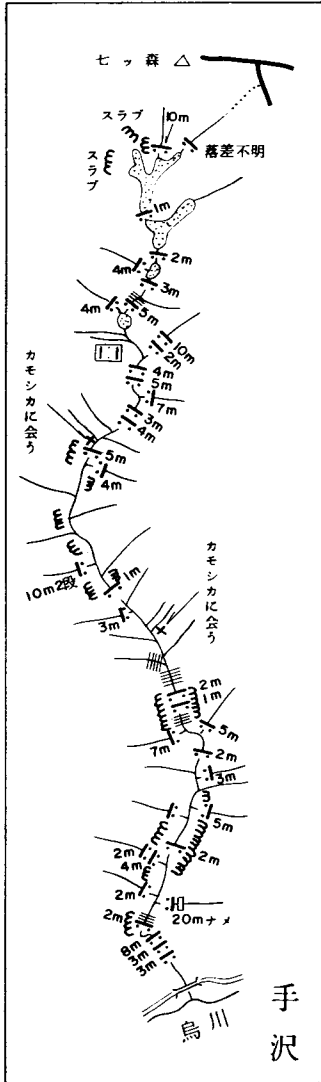 七ッ森 △
スラブ
10m
スラブ
落差不明
1m
2m
4m
3m
4m
5m
10m
2m
4m
5m
7m
3m
4m
カモシカに会う
5m
4m
10m2段
1m
カモシカに会う
3m
2m
1m
5m
7m
2m
3m
5m
2m
4m
2m
2m
20mナメ
2m
8m
3m
3m
烏川
手沢